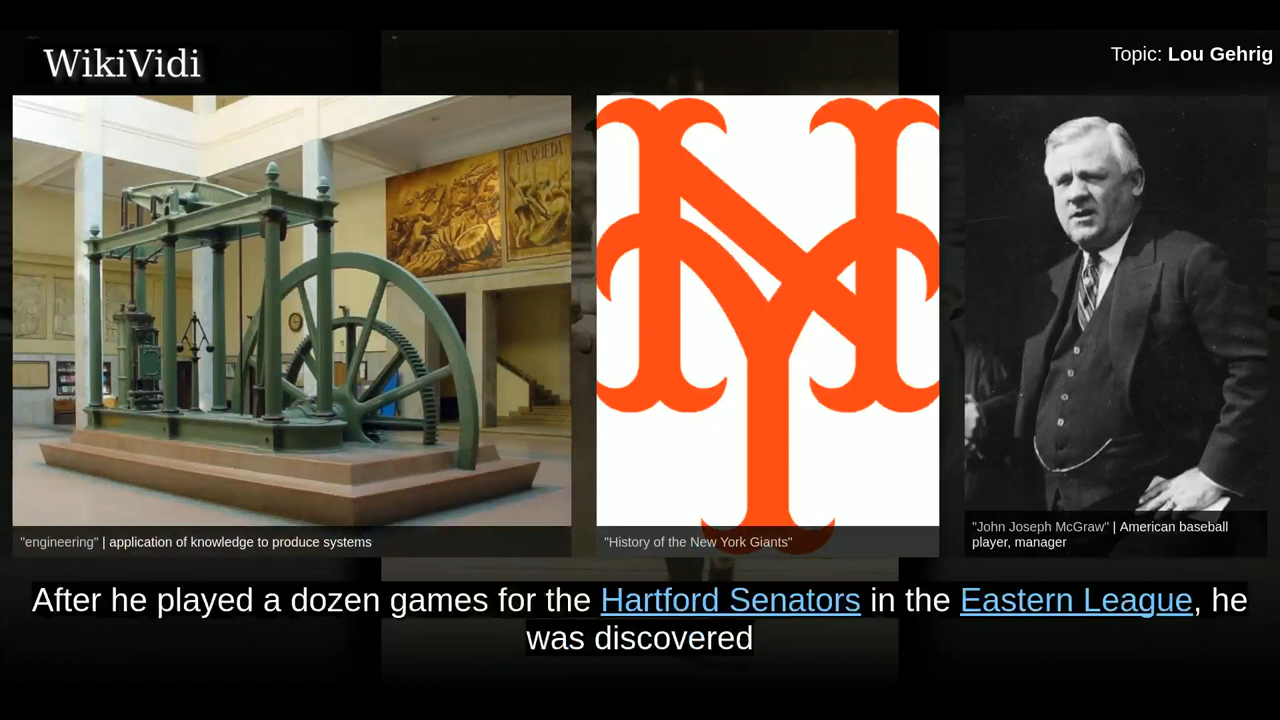 WikiVidi
Topic: Lou Gehrig
LA RUEDA
"engineering" | application of knowledge to produce systems
"History of the New York Giants"
"John Joseph McGraw" | American baseball
player, manager
After he played a dozen games for the Hartford Senators in the Eastern League, he
was discovered